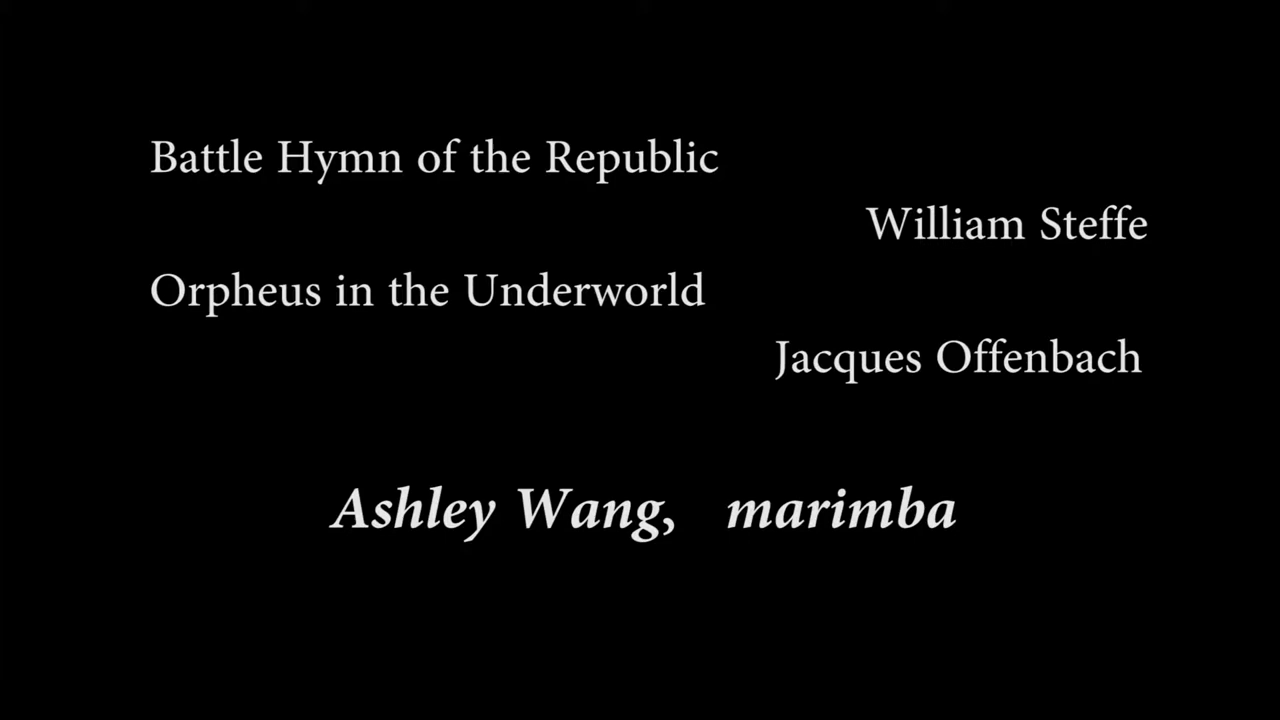 Battle Hymn of the Republic
William Steffe
Orpheus in the Underworld
Jacques Offenbach
Ashley Wang, marimba